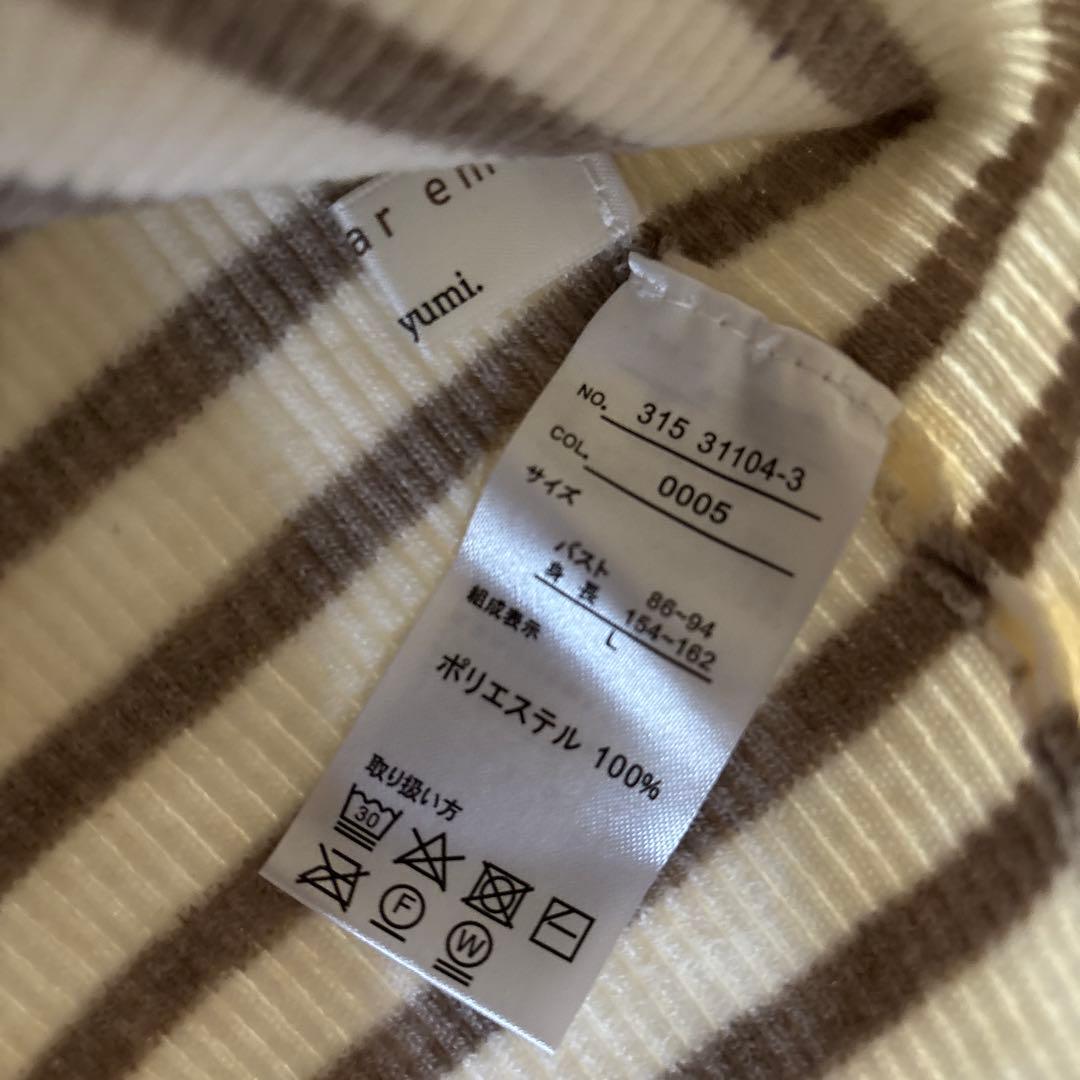 ar em
yumi.
NO. 315 31104-3
COL. 0005
サイズ
バスト 86~94
身長 154~162
L
組成表示
ポリエステル 100%
取り扱い方
30
F
W